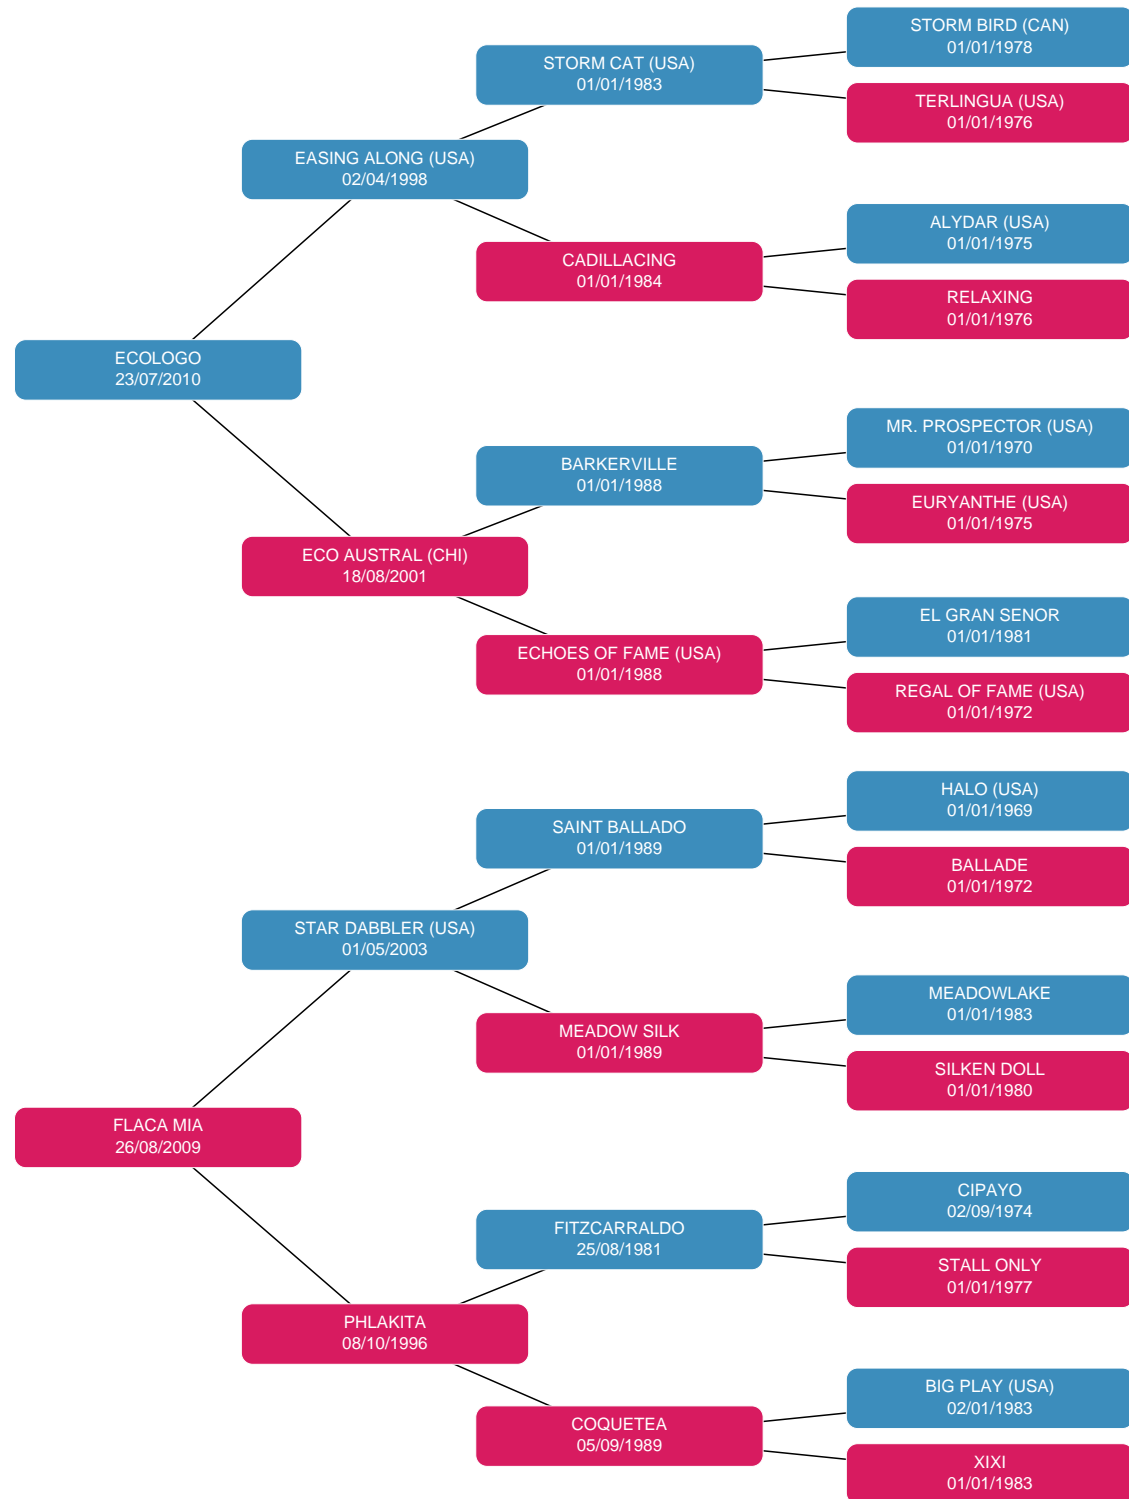 STORM BIRD (CAN)
01/01/1978
STORM CAT (USA)
01/01/1983
TERLINGUA (USA)
01/01/1976
EASING ALONG (USA)
02/04/1998
ALYDAR (USA)
01/01/1975
CADILLACING
01/01/1984
RELAXING
01/01/1976
ECOLOGO
23/07/2010
MR. PROSPECTOR (USA)
01/01/1970
BARKERVILLE
01/01/1988
EURYANTHE (USA)
01/01/1975
ECO AUSTRAL (CHI)
18/08/2001
EL GRAN SENOR
01/01/1981
ECHOES OF FAME (USA)
01/01/1988
REGAL OF FAME (USA)
01/01/1972
HALO (USA)
01/01/1969
SAINT BALLADO
01/01/1989
BALLADE
01/01/1972
STAR DABBLER (USA)
01/05/2003
MEADOWLAKE
01/01/1983
MEADOW SILK
01/01/1989
SILKEN DOLL
01/01/1980
FLACA MIA
26/08/2009
CIPAYO
02/09/1974
FITZCARRALDO
25/08/1981
STALL ONLY
01/01/1977
PHLAKITA
08/10/1996
BIG PLAY (USA)
02/01/1983
COQUETEA
05/09/1989
XIXI
01/01/1983